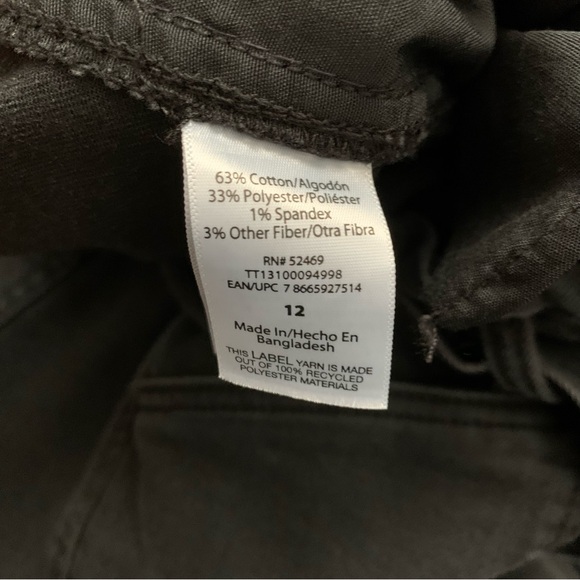 63% Cotton/Algodón
33% Polyester/Poliéster
1% Spandex
3% Other Fiber/Otra Fibra
RN# 52469
TT13100094998
EAN/UPC 7 8665927514
12
Made In/Hecho En
Bangladesh
THIS LABEL YARN IS MADE
OUT OF 100% RECYCLED
POLYESTER MATERIALS